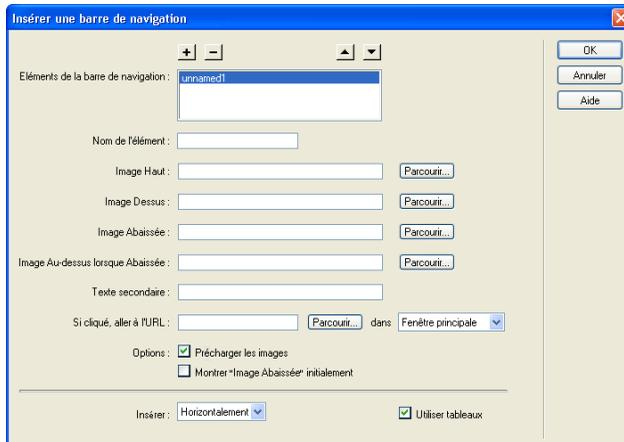 Insérer une barre de navigation
OK
Eléments de la barre de navigation :
unnamed1
Annuler
Aide
Nom de l'élément :
Image Haut :
Parcourir...
Image Dessus :
Parcourir...
Image Abaissée :
Parcourir...
Image Au-dessus lorsque Abaissée :
Parcourir...
Texte secondaire :
Si cliqué, aller à l'URL :
Parcourir...
dans
Fenêtre principale
Options :
Précharger les images
Montrer "Image Abaissée" initialement
Insérer :
Horizontalement
Utiliser tableaux